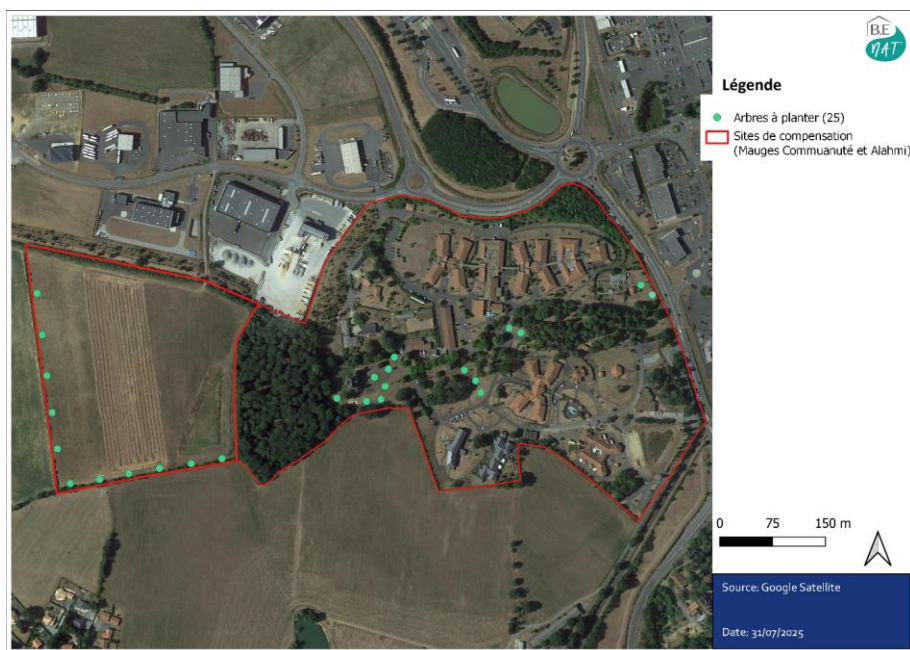 B.E
NAT
Légende
Arbres à planter (25)
Sites de compensation
(Mauges Commuanuté et Alahmi)
0 75 150 m
Source: Google Satellite
Date: 31/07/2025